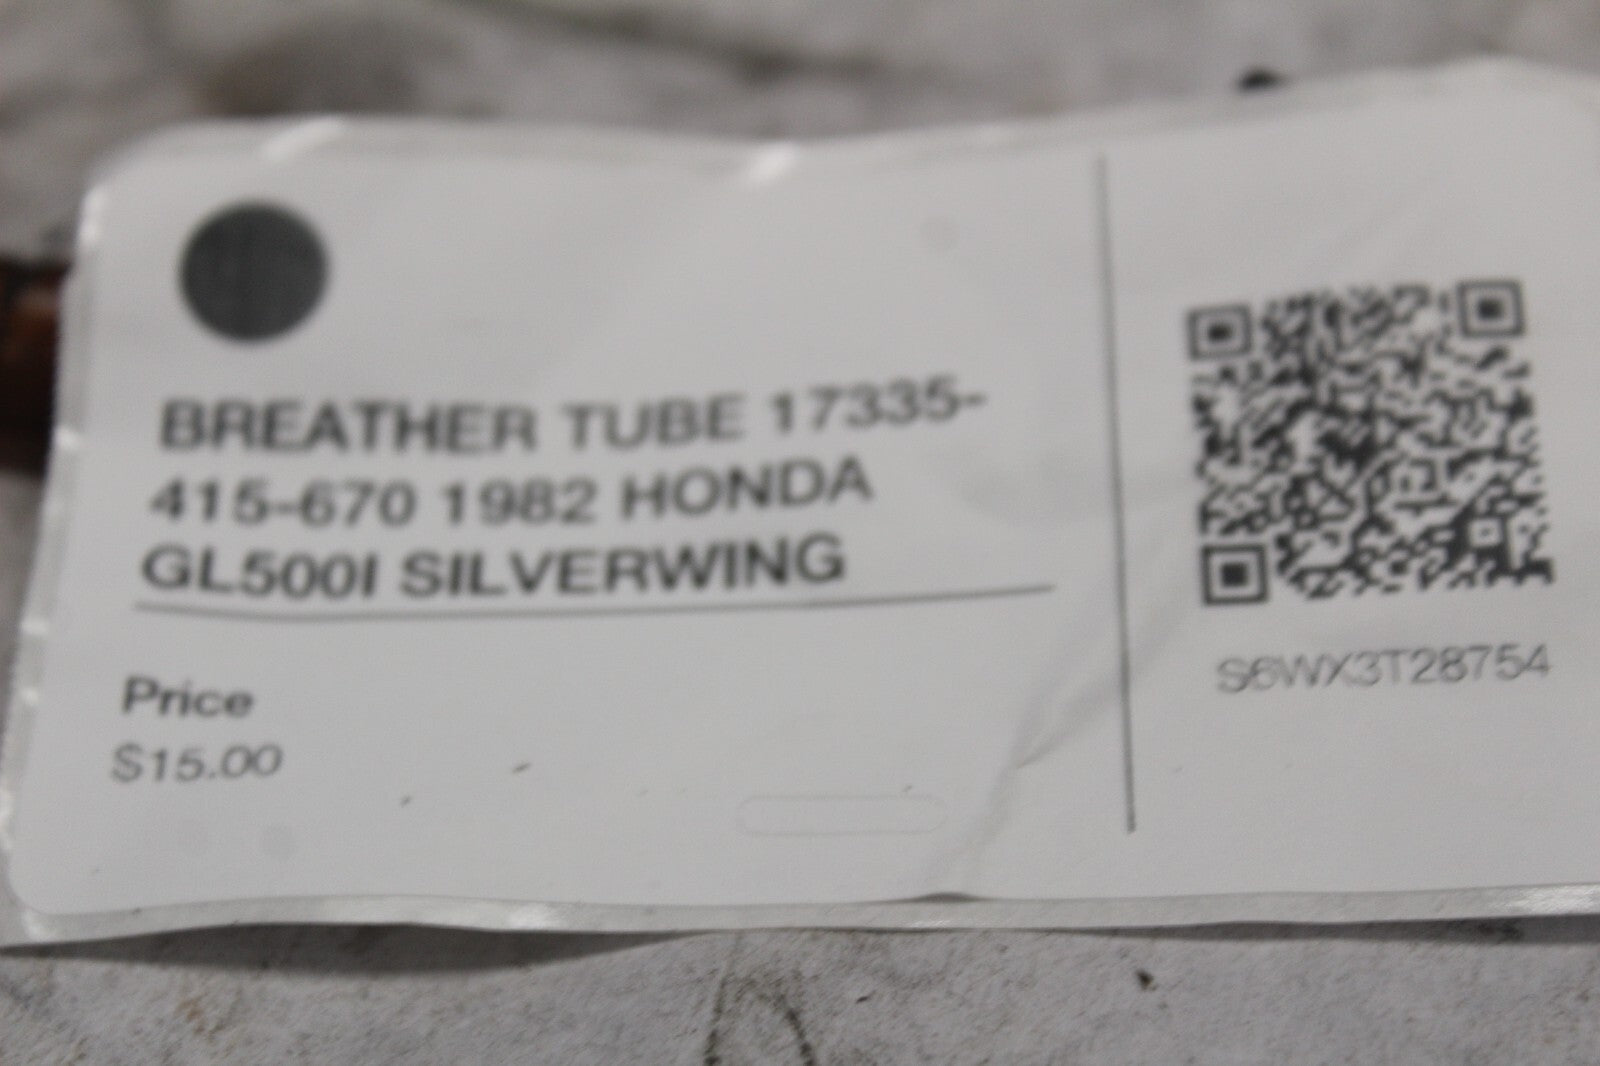 BREATHER TUBE 17335-
415-670 1982 HONDA
GL500I SILVERWING
Price
$15.00
S6WX3T28754